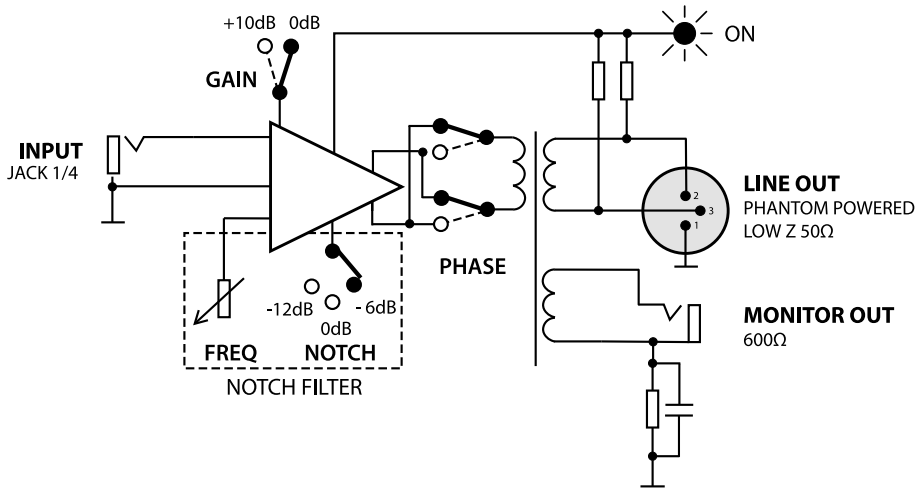 +10dB 0dB
ON
GAIN
INPUT
JACK 1/4
LINE OUT
PHANTOM POWERED
LOW Z 50Ω
2
3
1
PHASE
-12dB
0dB
- 6dB
FREQ NOTCH
NOTCH FILTER
MONITOR OUT
600Ω